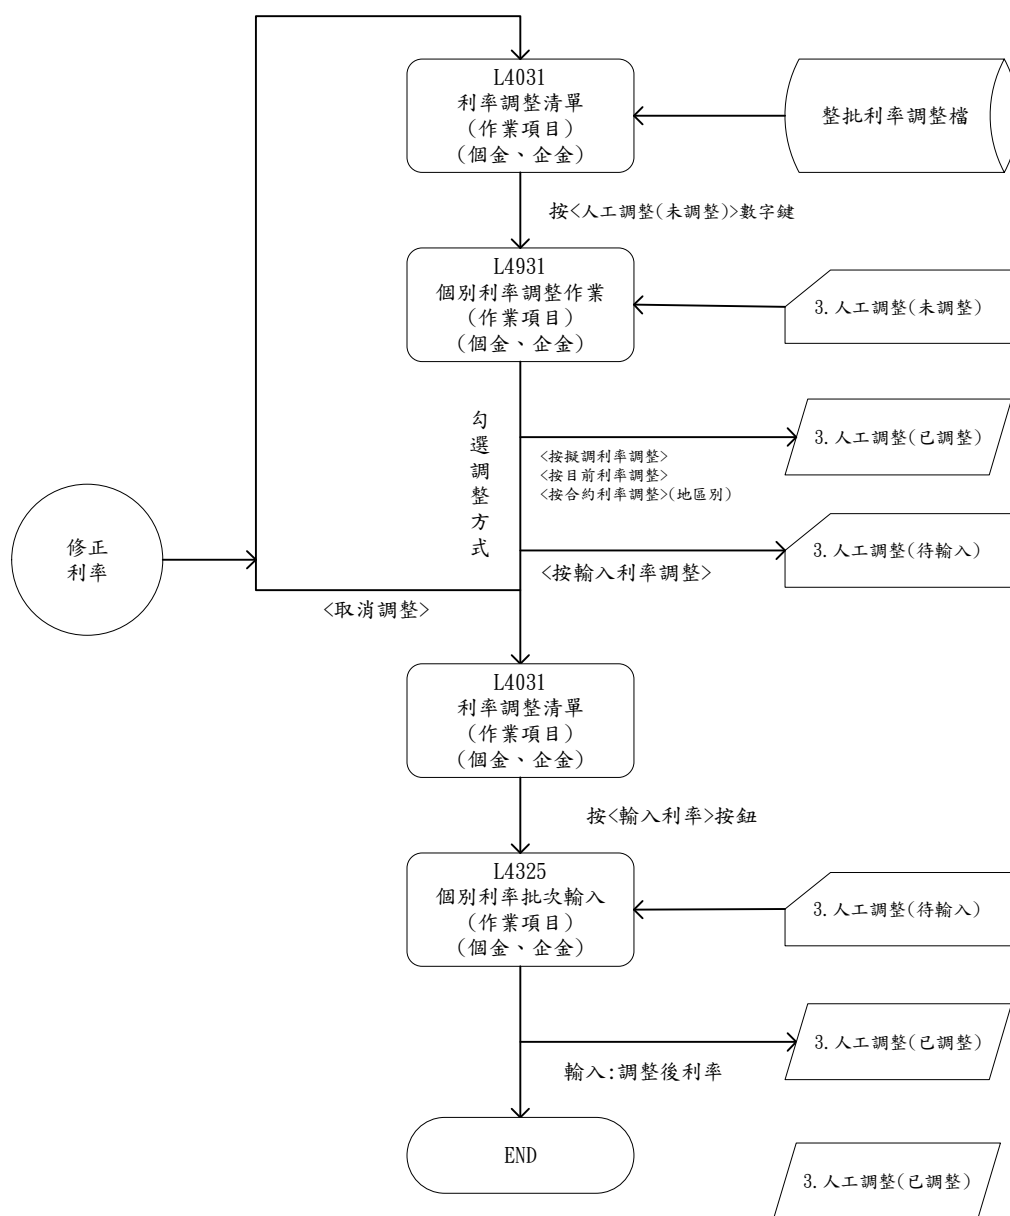 L4031
利率調整清單
(作業項目)
(個金、企金)
整批利率調整檔
按<人工調整(未調整)>數字鍵
L4931
個別利率調整作業
(作業項目)
(個金、企金)
3.人工調整(未調整)
勾選調整方式
3.人工調整(已調整)
<按擬調利率調整>
<按目前利率調整>
<按合約利率調整>(地區別)
修正
利率
3.人工調整(待輸入)
<按輸入利率調整>
<取消調整>
L4031
利率調整清單
(作業項目)
(個金、企金)
按<輸入利率>按鈕
L4325
個別利率批次輸入
(作業項目)
(個金、企金)
3.人工調整(待輸入)
3.人工調整(已調整)
輸入:調整後利率
END
3.人工調整(已調整)